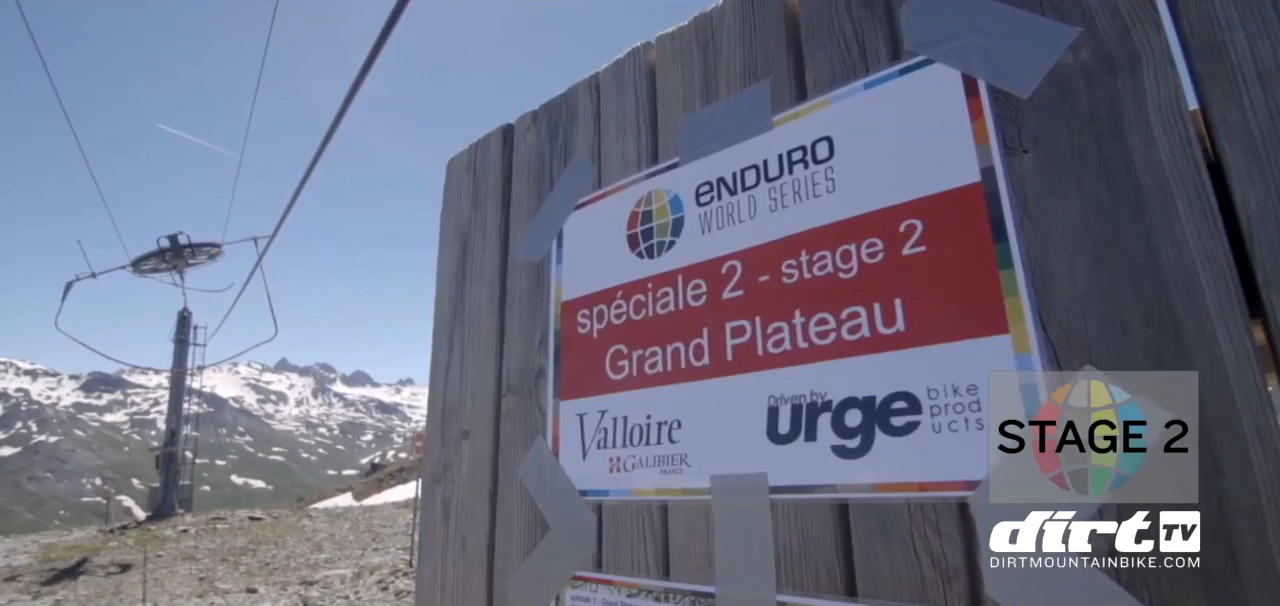 enDURO
WORLD SERIES
spéciale 2 - stage 2
Grand Plateau
Valloire
GALIBIER
FRANCE
Driven by
urge
bike
prod
ucts
STAGE 2
dirt TV
DIRTMOUNTAINBIKE.COM